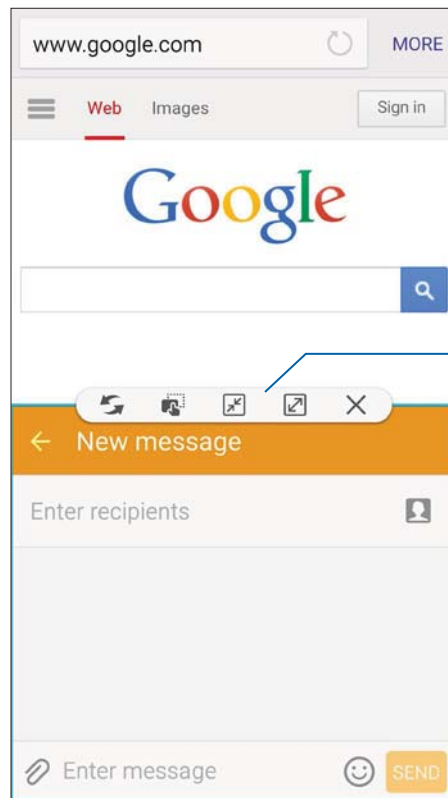 www.google.com MORE
Web Images Sign in
Google
New message
Enter recipients
Enter message SEND